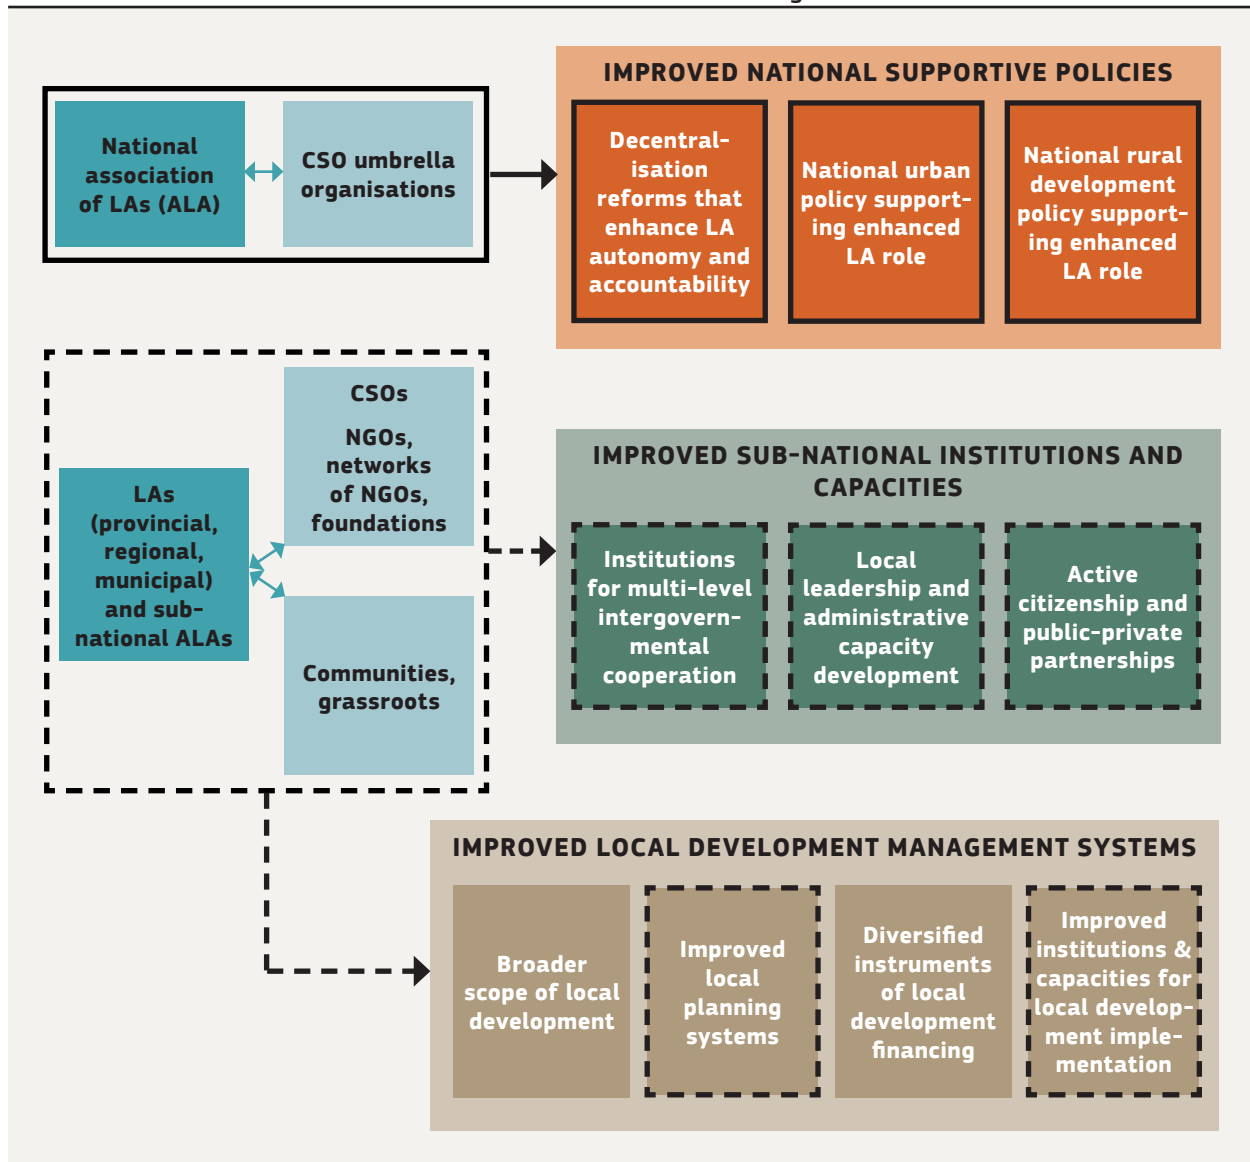 IMPROVED NATIONAL SUPPORTIVE POLICIES
National
association
of LAs (ALA)
CSO umbrella
organisations
Decentral-
isation
reforms that
enhance LA
autonomy and
accountability
National urban
policy support-
ing enhanced
LA role
National rural
development
policy support-
ing enhanced
LA role
CSOs
NGOs,
networks
of NGOs,
foundations
LAs
(provincial,
regional,
municipal)
and sub-
national ALAs
Communities,
grassroots
IMPROVED SUB-NATIONAL INSTITUTIONS AND
CAPACITIES
Institutions
for multi-level
intergovern-
mental
cooperation
Local
leadership and
administrative
capacity
development
Active
citizenship and
public-private
partnerships
IMPROVED LOCAL DEVELOPMENT MANAGEMENT SYSTEMS
Broader
scope of local
development
Improved
local
planning
systems
Diversified
instruments
of local
development
financing
Improved
institutions &
capacities for
local develop-
ment imple-
mentation